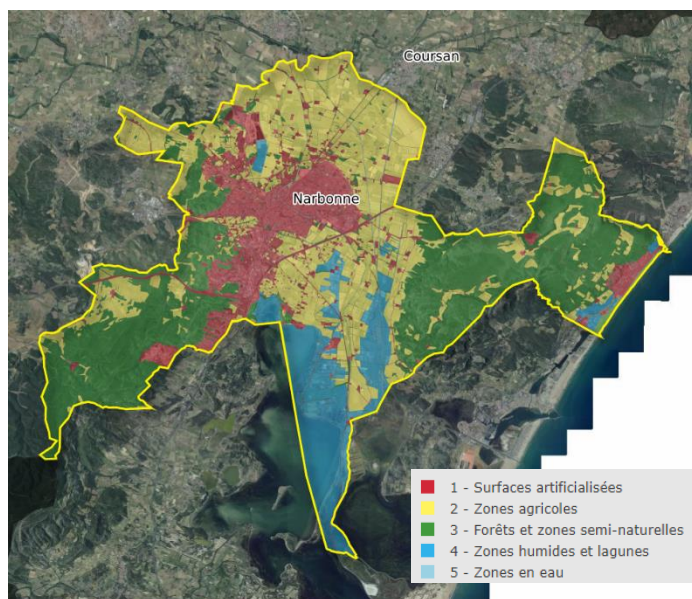 Coursan
Narbonne
1 - Surfaces artificialisées
2 - Zones agricoles
3 - Forêts et zones semi-naturelles
4 - Zones humides et lagunes
5 - Zones en eau